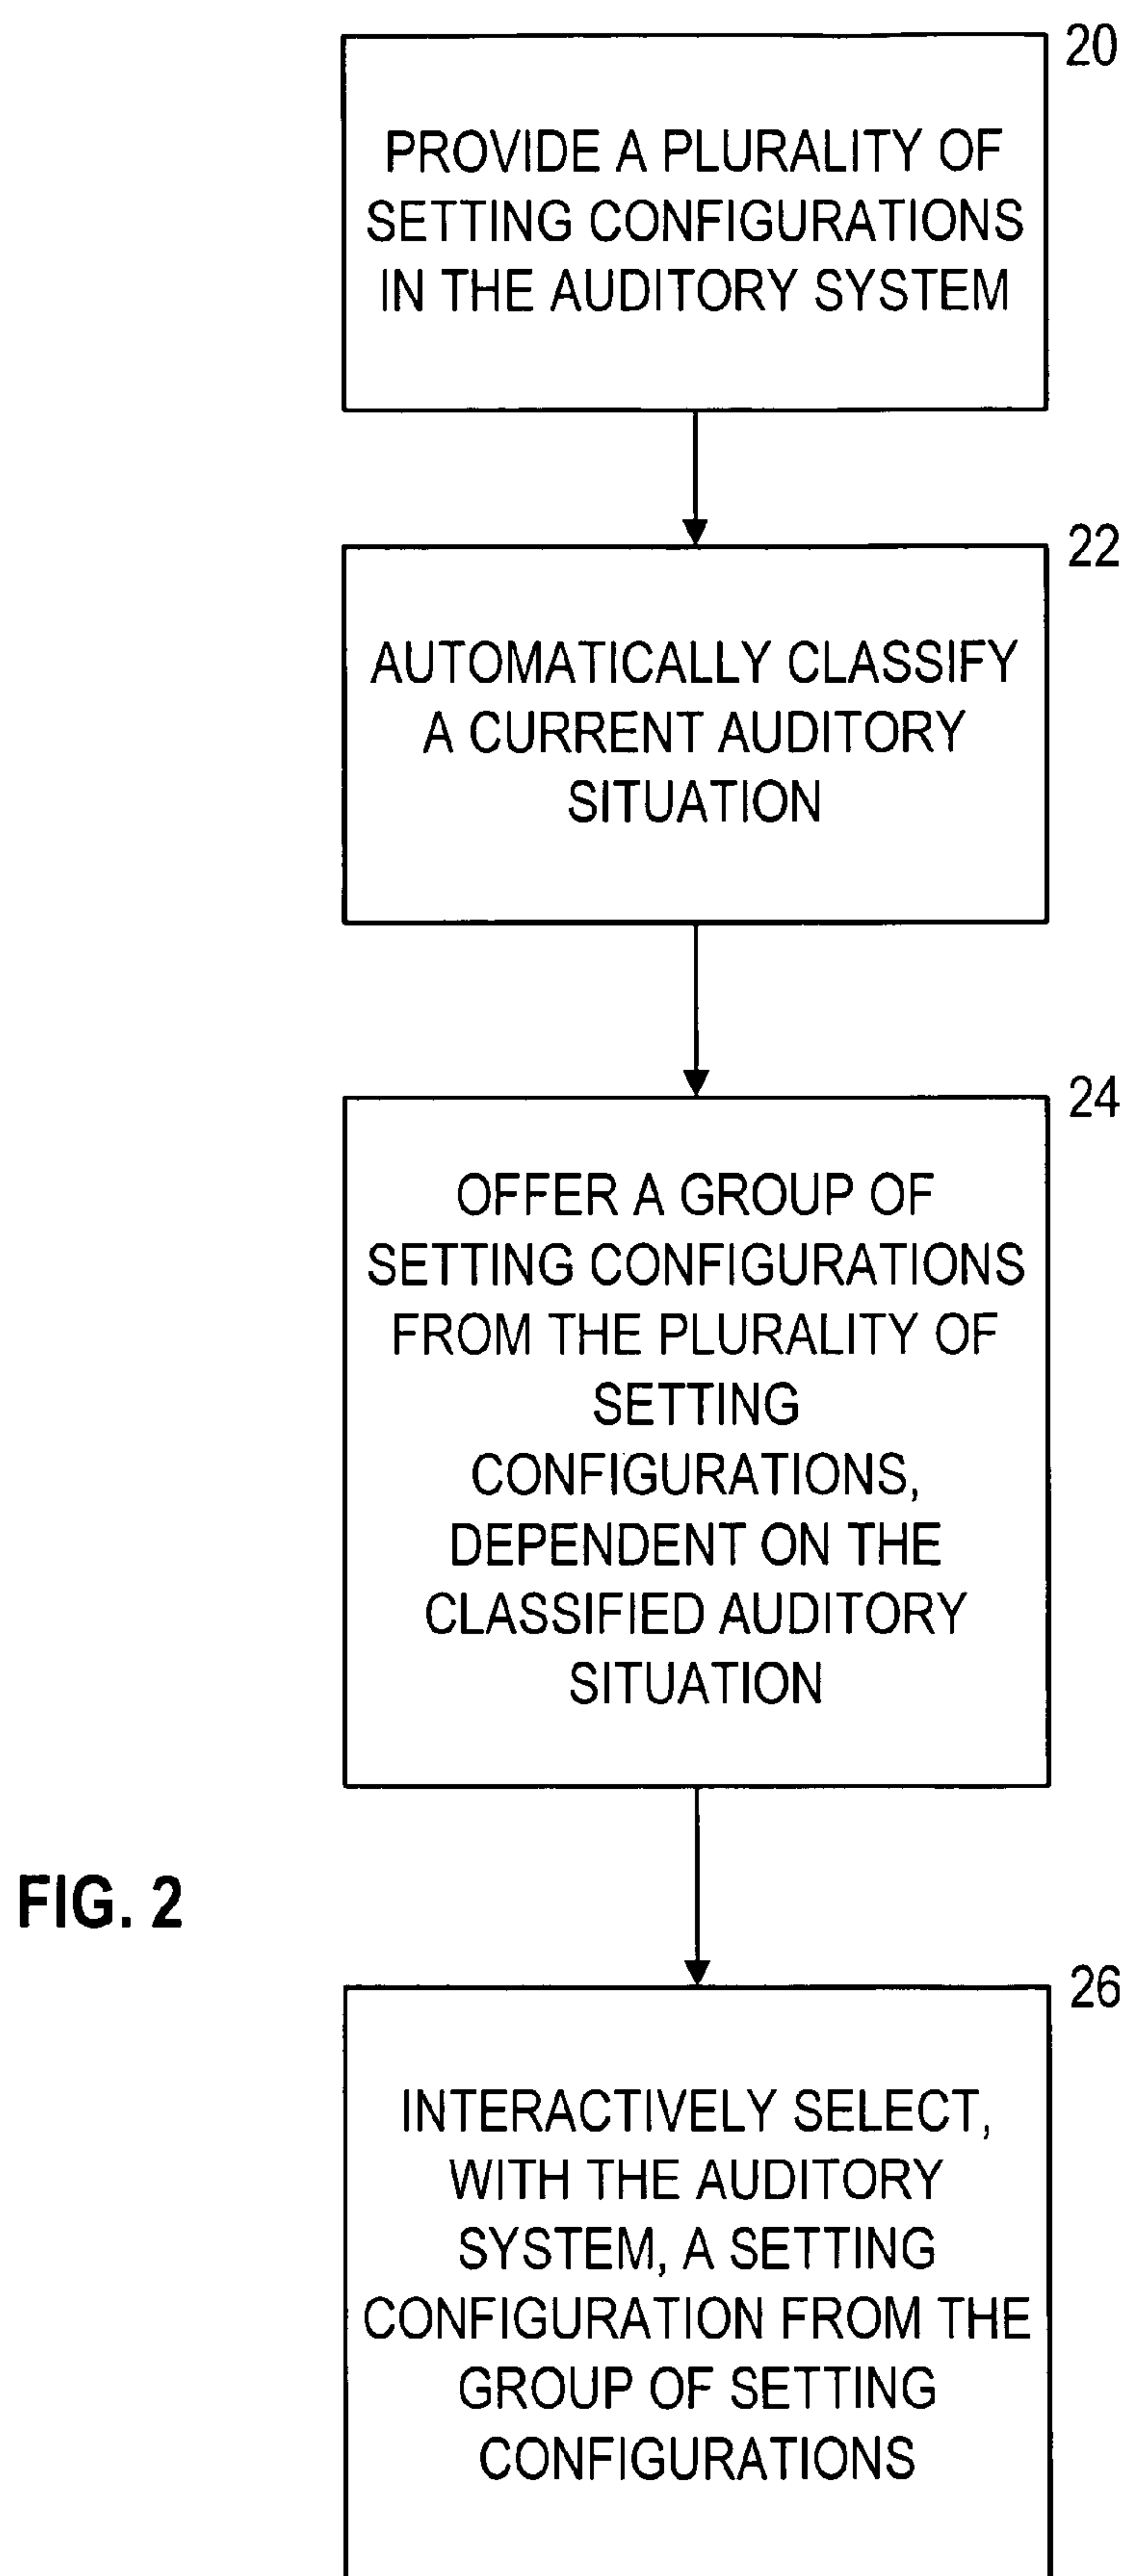 20
PROVIDE A PLURALITY OF
SETTING CONFIGURATIONS
IN THE AUDITORY SYSTEM
22
AUTOMATICALLY CLASSIFY
A CURRENT AUDITORY
SITUATION
24
OFFER A GROUP OF
SETTING CONFIGURATIONS
FROM THE PLURALITY OF
SETTING
CONFIGURATIONS,
DEPENDENT ON THE
CLASSIFIED AUDITORY
SITUATION
FIG. 2
26
INTERACTIVELY SELECT,
WITH THE AUDITORY
SYSTEM, A SETTING
CONFIGURATION FROM THE
GROUP OF SETTING
CONFIGURATIONS